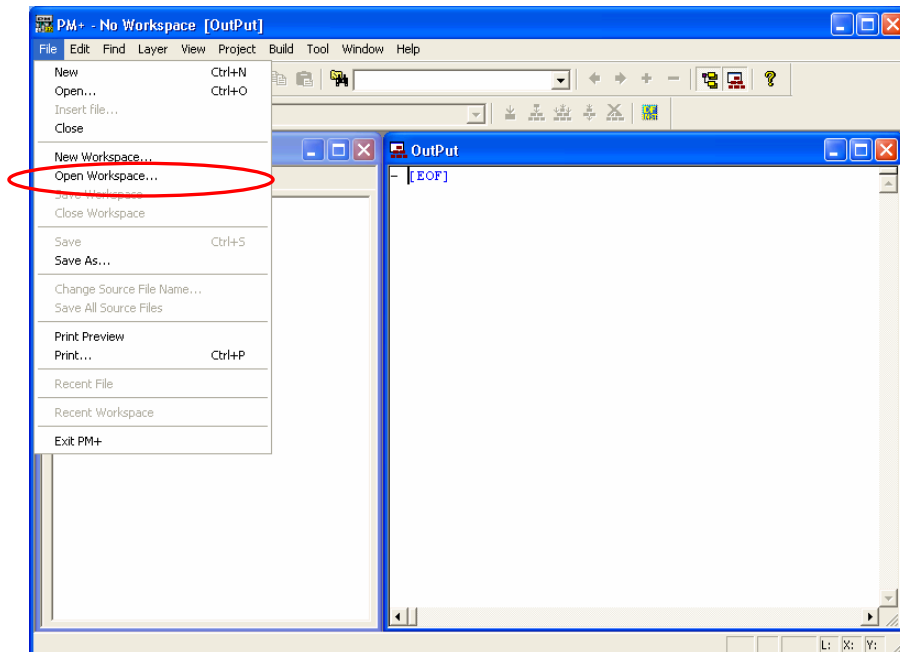 PM+ - No Workspace [OutPut]
File Edit Find Layer View Project Build Tool Window Help
New Ctrl+N
Open... Ctrl+O
Insert file...
Close
New Workspace...
Open Workspace...
Save Workspace
Close Workspace
Save Ctrl+S
Save As...
Change Source File Name...
Save All Source Files
Print Preview
Print... Ctrl+P
Recent File
Recent Workspace
Exit PM+
OutPut
[EOF]
L: X: Y: